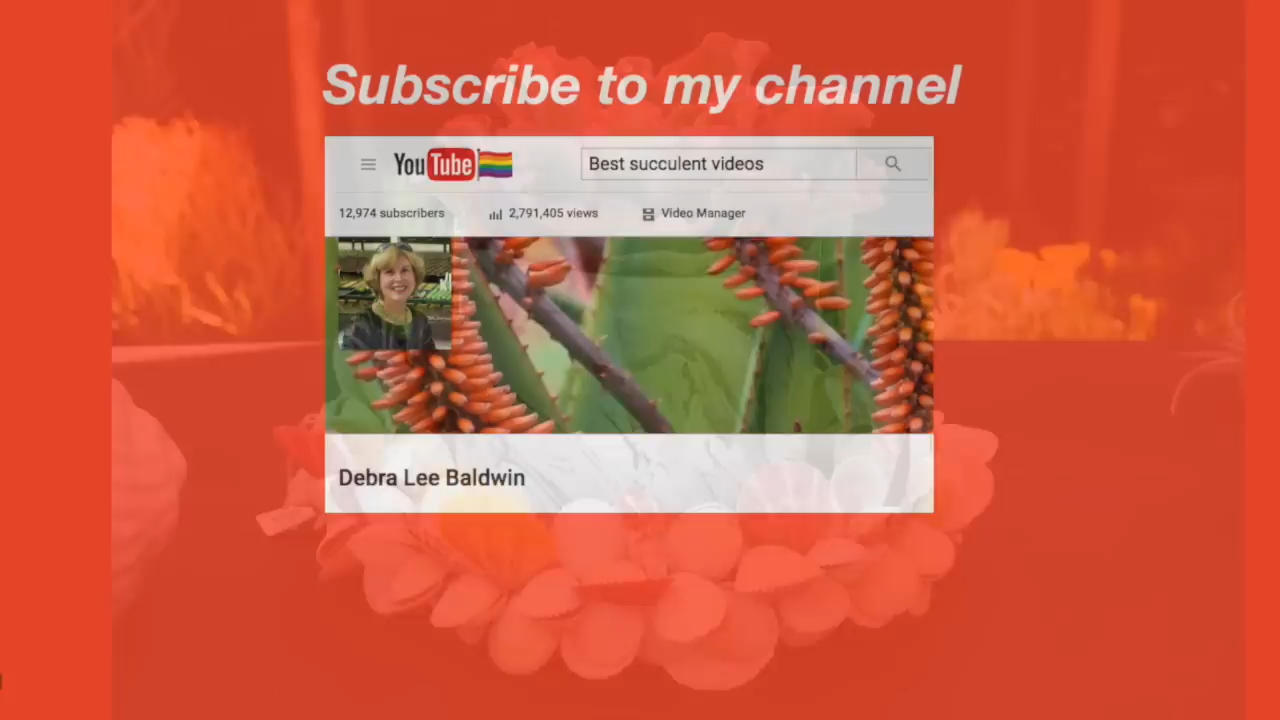 Subscribe to my channel
YouTube
Best succulent videos
12,974 subscribers 2,791,405 views Video Manager
Debra Lee Baldwin